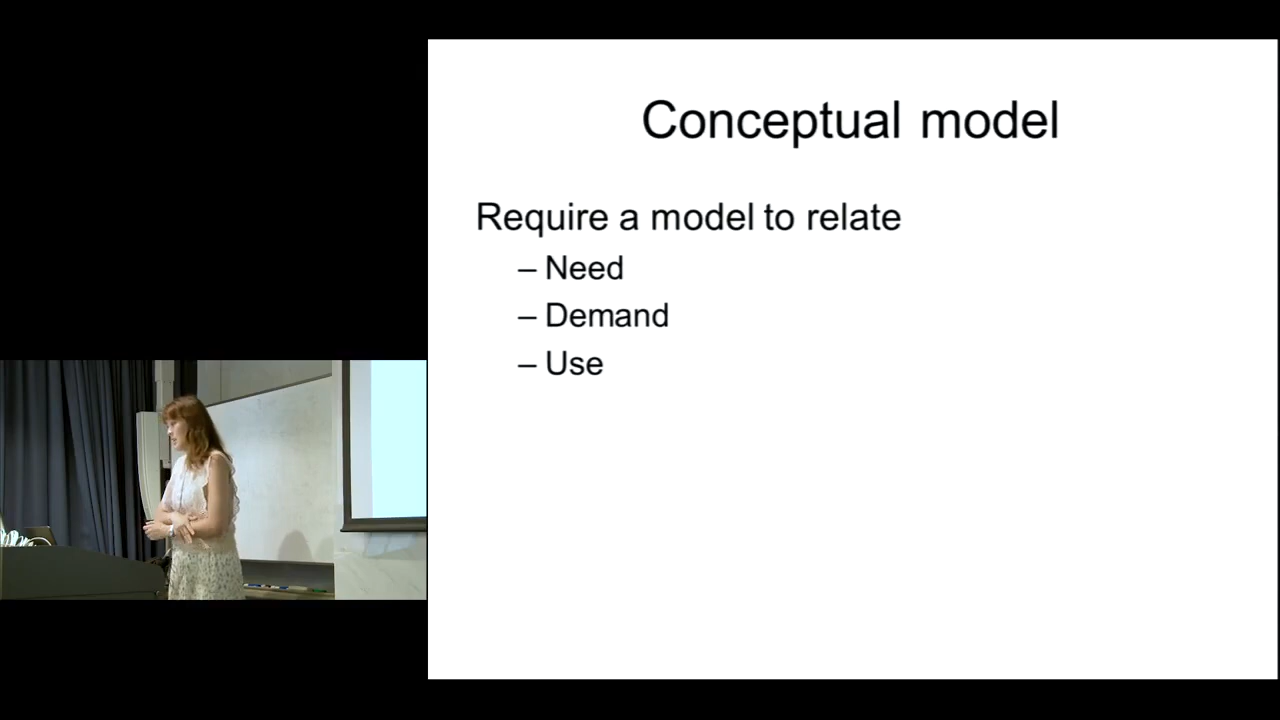 Conceptual model
Require a model to relate
– Need
– Demand
– Use